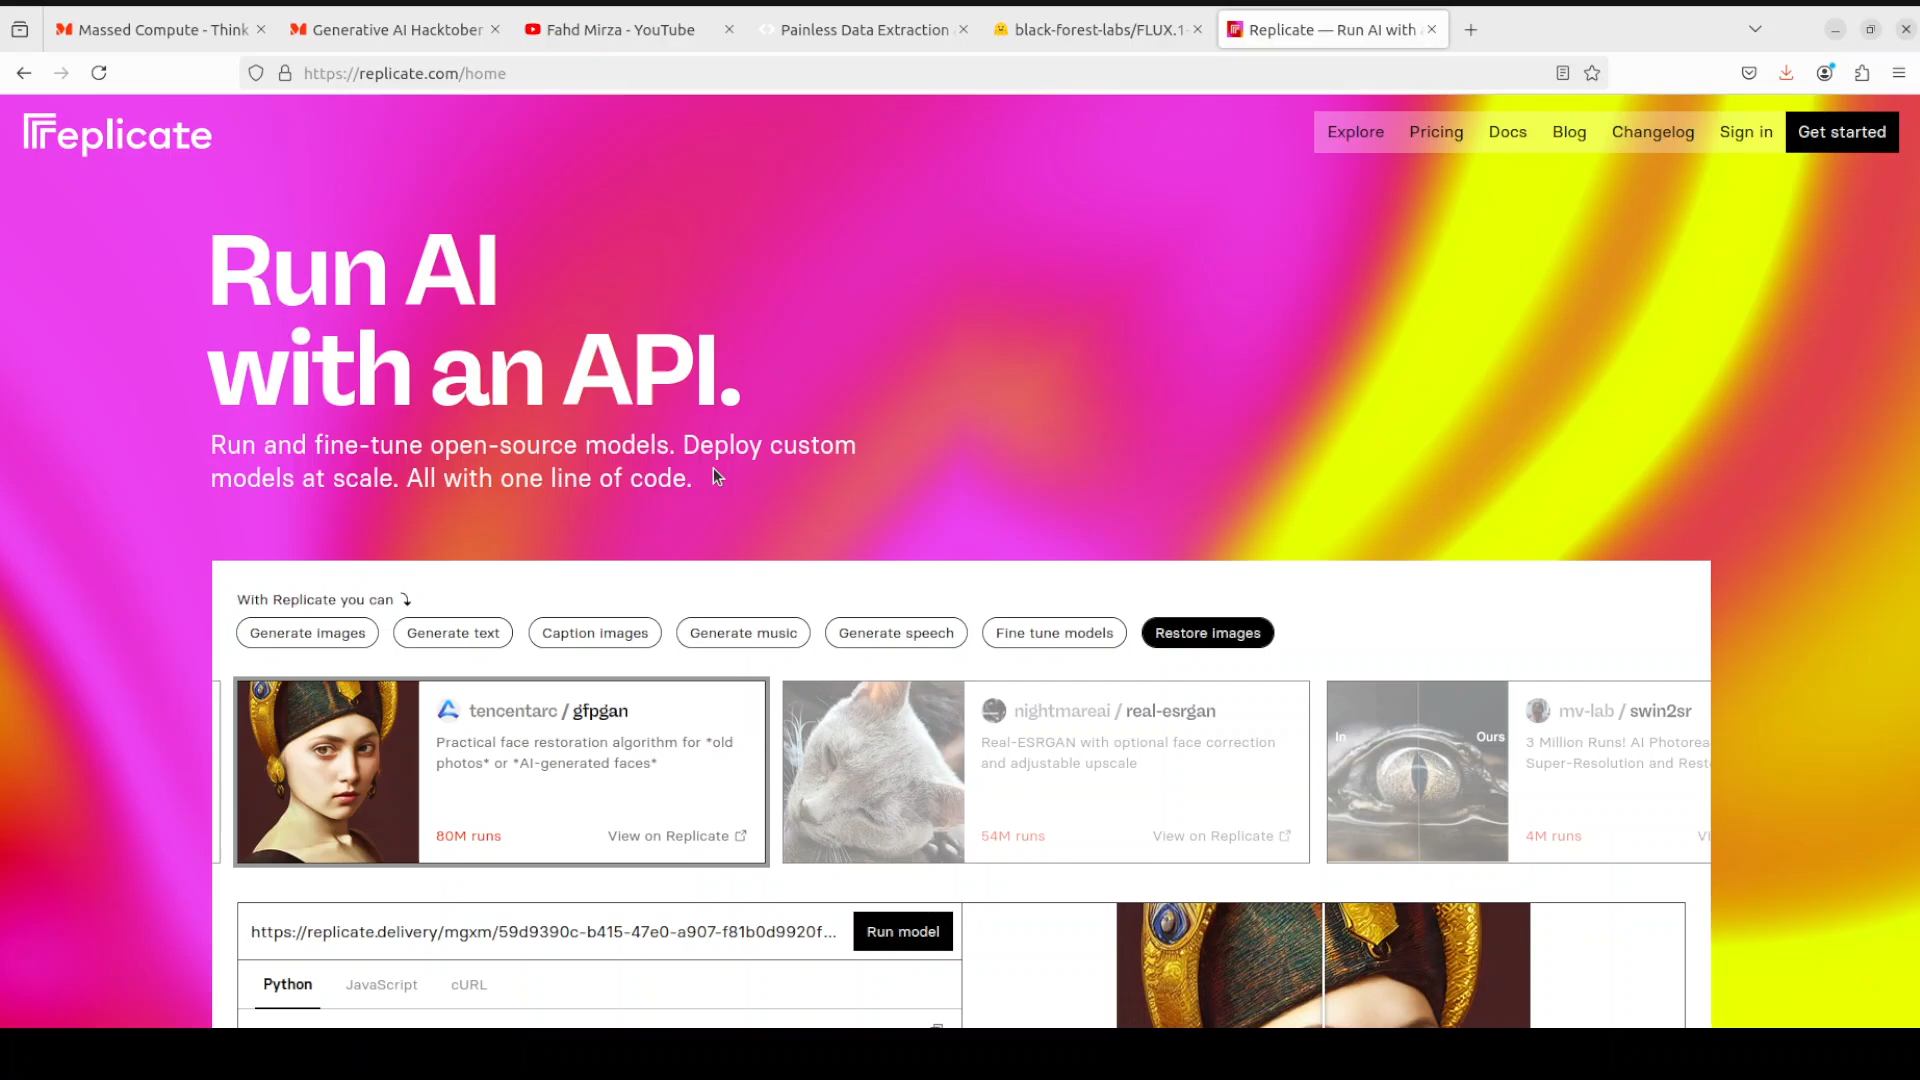 Massed Compute - Think
Generative AI Hacktober
Fahd Mirza - YouTube
Painless Data Extraction
black-forest-labs/FLUX.1-
Replicate — Run AI with
https://replicate.com/home
replicate
Explore
Pricing
Docs
Blog
Changelog
Sign in
Get started
Run AI
with an API.
Run and fine-tune open-source models. Deploy custom
models at scale. All with one line of code.
With Replicate you can
Generate images
Generate text
Caption images
Generate music
Generate speech
Fine tune models
Restore images
tencentarc / gfpgan
Practical face restoration algorithm for *old
photos* or *AI-generated faces*
80M runs
View on Replicate
nightmareai / real-esrgan
Real-ESRGAN with optional face correction
and adjustable upscale
54M runs
View on Replicate
In
Ours
mv-lab / swin2sr
3 Million Runs! AI Photorea
Super-Resolution and Rest
4M runs
Vi
https://replicate.delivery/mgxm/59d9390c-b415-47e0-a907-f81b0d9920f...
Run model
Python
JavaScript
cURL